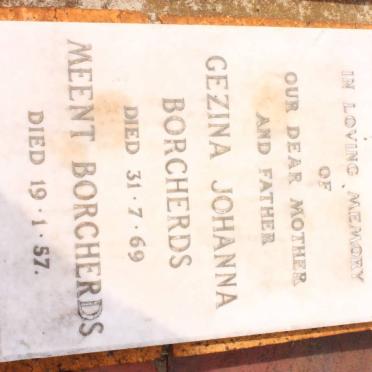 IN LOVING MEMORY
OF
OUR DEAR MOTHER
AND FATHER
GEZINA JOHANNA
BORCHERDS
DIED 31·7·69
MEENT BORCHERDS
DIED 19·1·57.